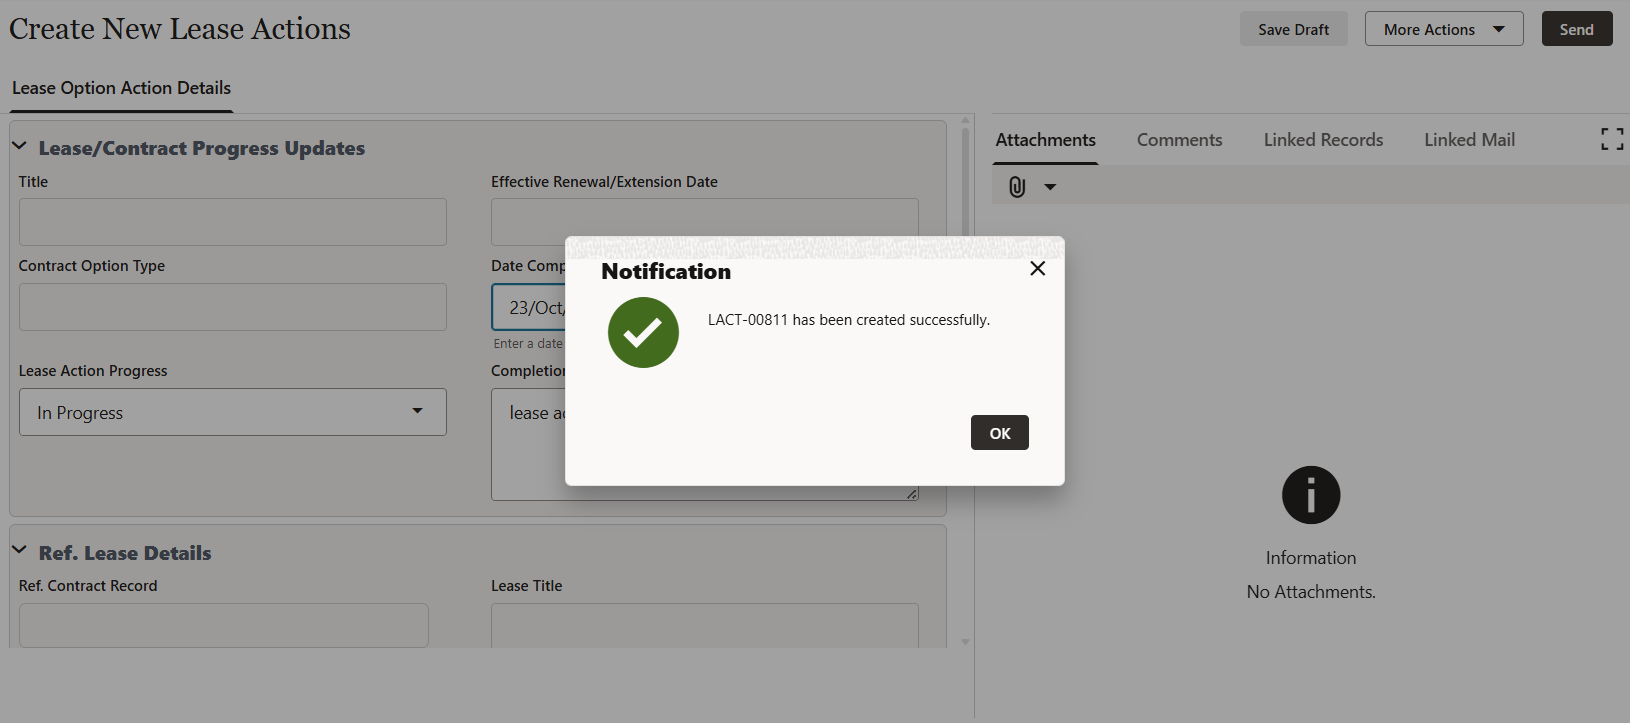 Create New Lease Actions
Save Draft
More Actions
Send
Lease Option Action Details
Lease/Contract Progress Updates
Title
Effective Renewal/Extension Date
Contract Option Type
Date Comp
23/Oct/
Enter a date
Lease Action Progress
In Progress
Completion
lease ac
Ref. Lease Details
Ref. Contract Record
Lease Title
Attachments
Comments
Linked Records
Linked Mail
Information
No Attachments.
Notification
LACT-00811 has been created successfully.
OK